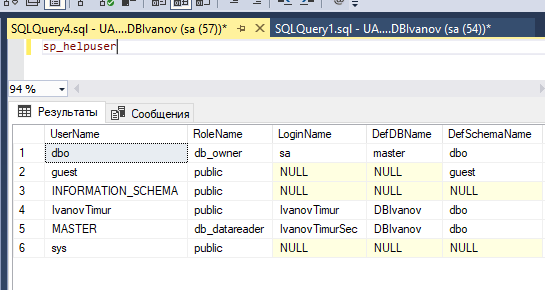 SQLQuery4.sql - UA....DBIvanov (sa (57))* SQLQuery1.sql - UA....DBIvanov (sa (54))*
sp_helpuser
94 %
Результаты Сообщения
UserName RoleName LoginName DefDBName DefSchemaName
1 dbo db_owner sa master dbo
2 guest public NULL NULL guest
3 INFORMATION_SCHEMA public NULL NULL NULL
4 IvanovTimur public IvanovTimur DBIvanov dbo
5 MASTER db_datareader IvanovTimurSec DBIvanov dbo
6 sys public NULL NULL NULL